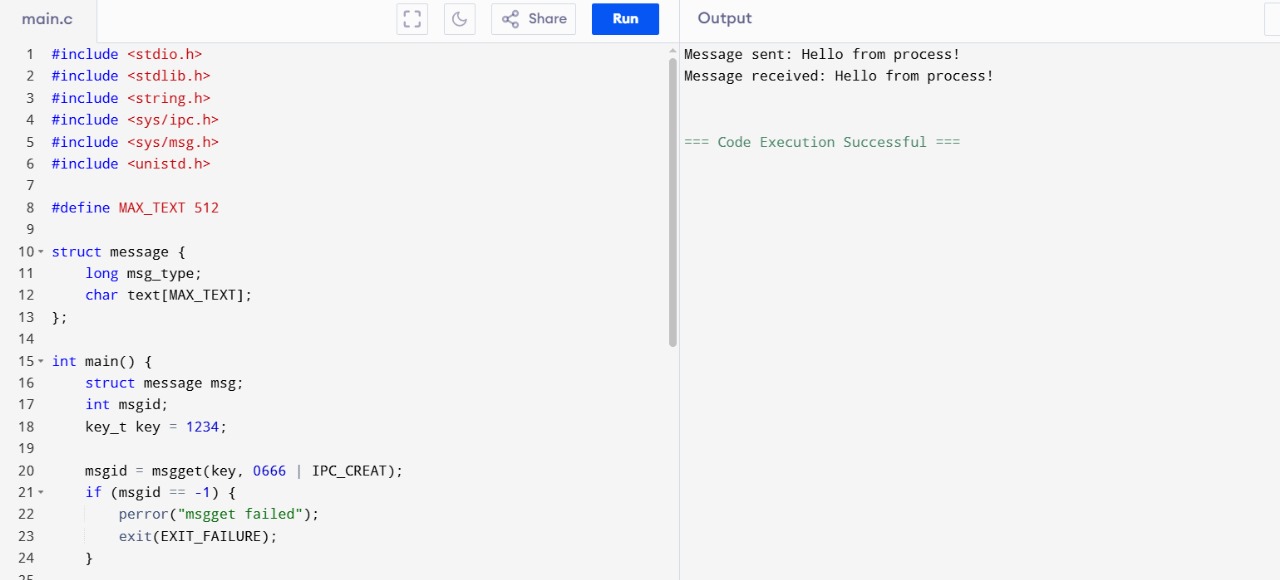 main.c
Share
Run
Output
1 #include <stdio.h>
2 #include <stdlib.h>
3 #include <string.h>
4 #include <sys/ipc.h>
5 #include <sys/msg.h>
6 #include <unistd.h>
7
8 #define MAX_TEXT 512
9
10 struct message {
11     long msg_type;
12     char text[MAX_TEXT];
13 };
14
15 int main() {
16     struct message msg;
17     int msgid;
18     key_t key = 1234;
19
20     msgid = msgget(key, 0666 | IPC_CREAT);
21     if (msgid == -1) {
22         perror("msgget failed");
23         exit(EXIT_FAILURE);
24     }
25
Message sent: Hello from process!
Message received: Hello from process!
=== Code Execution Successful ===